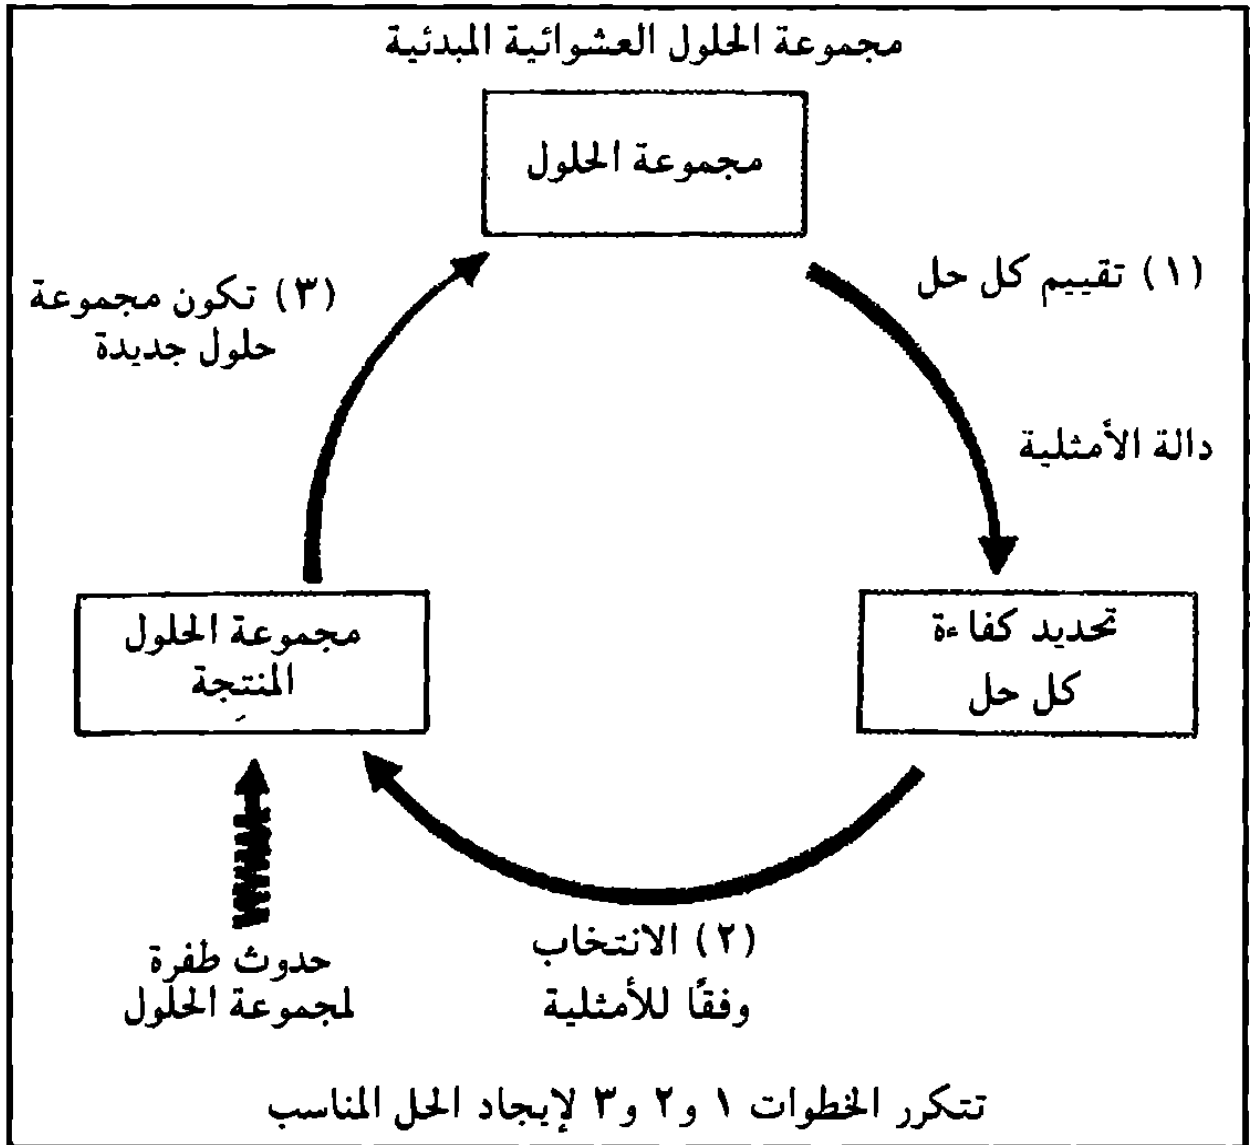 مجموعة الحلول العشوائية المبدئية
مجموعة الحلول
(١) تقييم كل حل
دالة الأمثلية
تحديد كفاءة
كل حل
(٢) الانتخاب
وفقًا للأمثلية
مجموعة الحلول
المنتجة
حدوث طفرة
لمجموعة الحلول
(٣) تكون مجموعة
حلول جديدة
تتكرر الخطوات ١ و٢ و٣ لإيجاد الحل المناسب